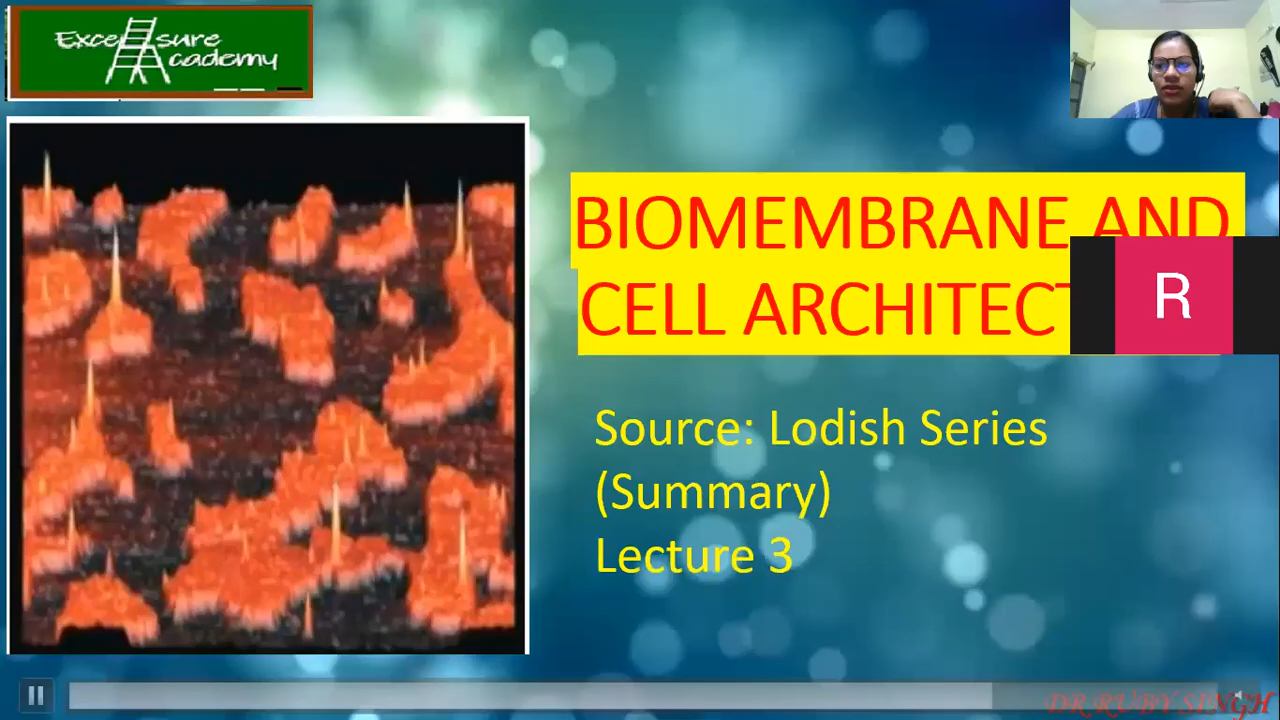 Excel sure
Academy
BIOMEMBRANE AND
CELL ARCHITECT
R
Source: Lodish Series
(Summary)
Lecture 3
DR RUBY SINGH